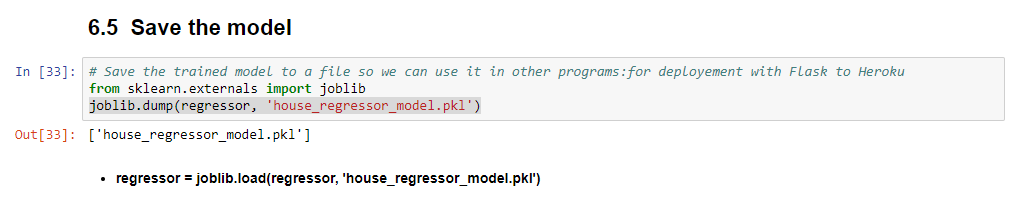 6.5 Save the model
In [33]: # Save the trained model to a file so we can use it in other programs:for deployement with Flask to Heroku
from sklearn.externals import joblib
joblib.dump(regressor, 'house_regressor_model.pkl')
Out[33]: ['house_regressor_model.pkl']
• regressor = joblib.load(regressor, 'house_regressor_model.pkl')